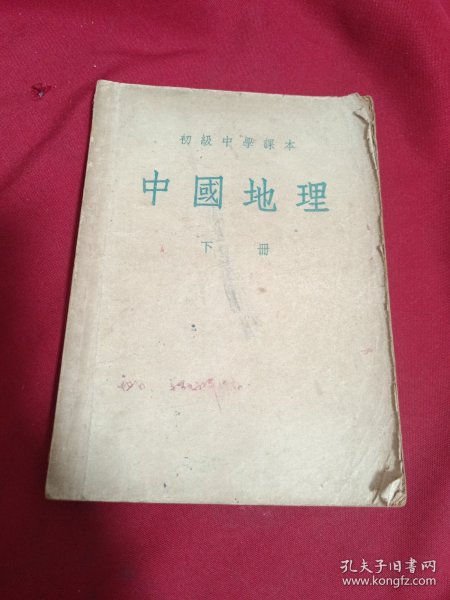 初級中學課本
中國地理
下冊
孔夫子旧书网
www.kongfz.com